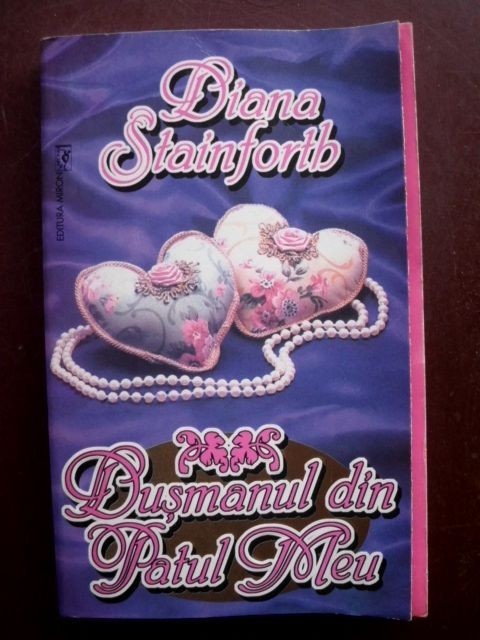 Diana
Stainforth
EDITURA MIRON
Dușmanul din
Patul Meu